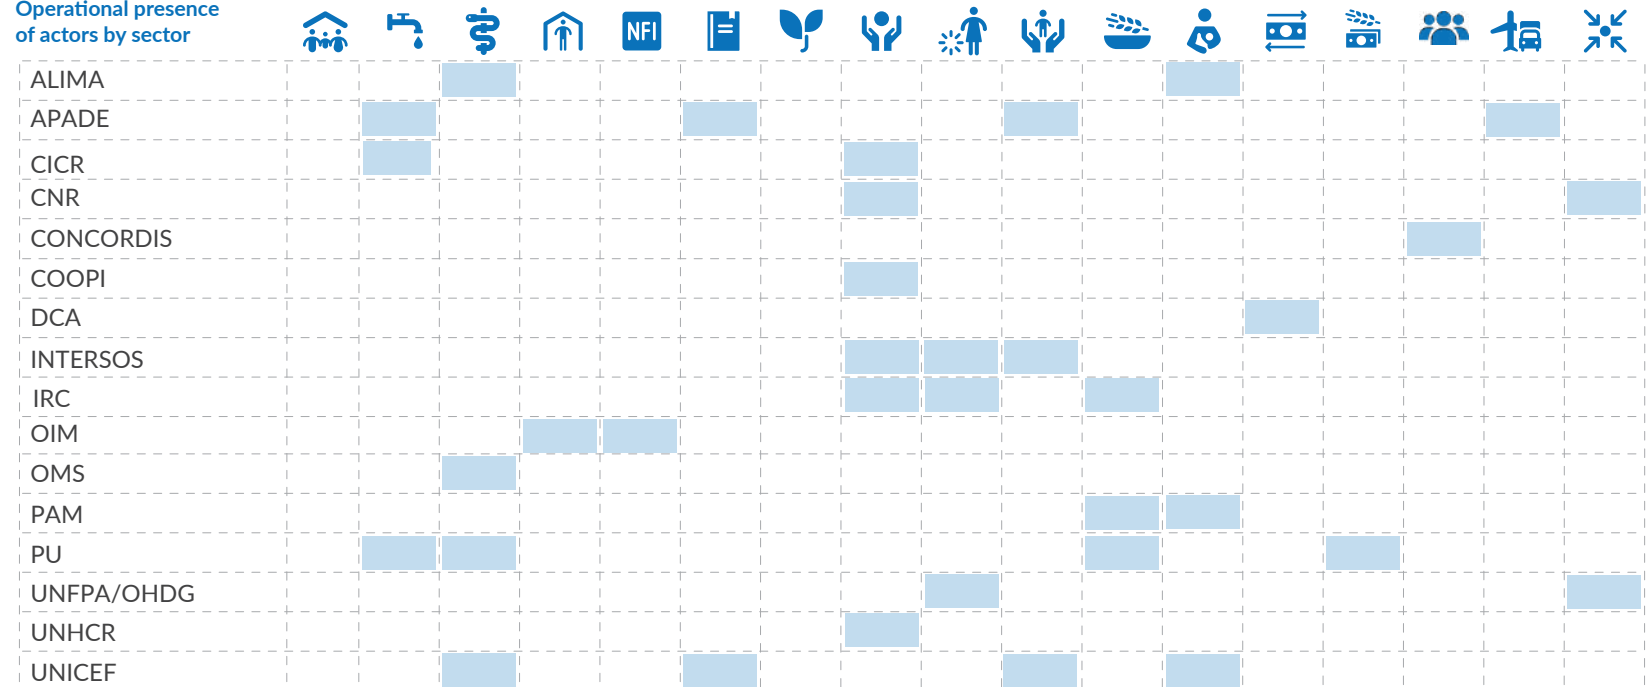 Operational presence
of actors by sector
NFI
ALIMA
APADE
CICR
CNR
CONCORDIS
COOPI
DCA
INTERSOS
IRC
OIM
OMS
PAM
PU
UNFPA/OHDG
UNHCR
UNICEF